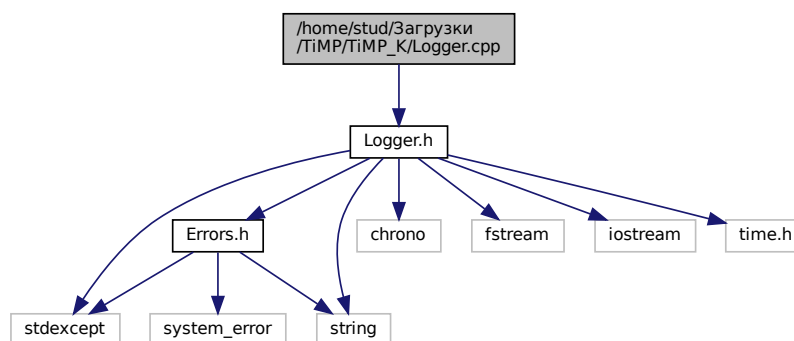 /home/stud/Загрузки
/TiMP/TiMP_K/Logger.cpp
Logger.h
Errors.h
chrono
fstream
iostream
time.h
stdexcept
system_error
string